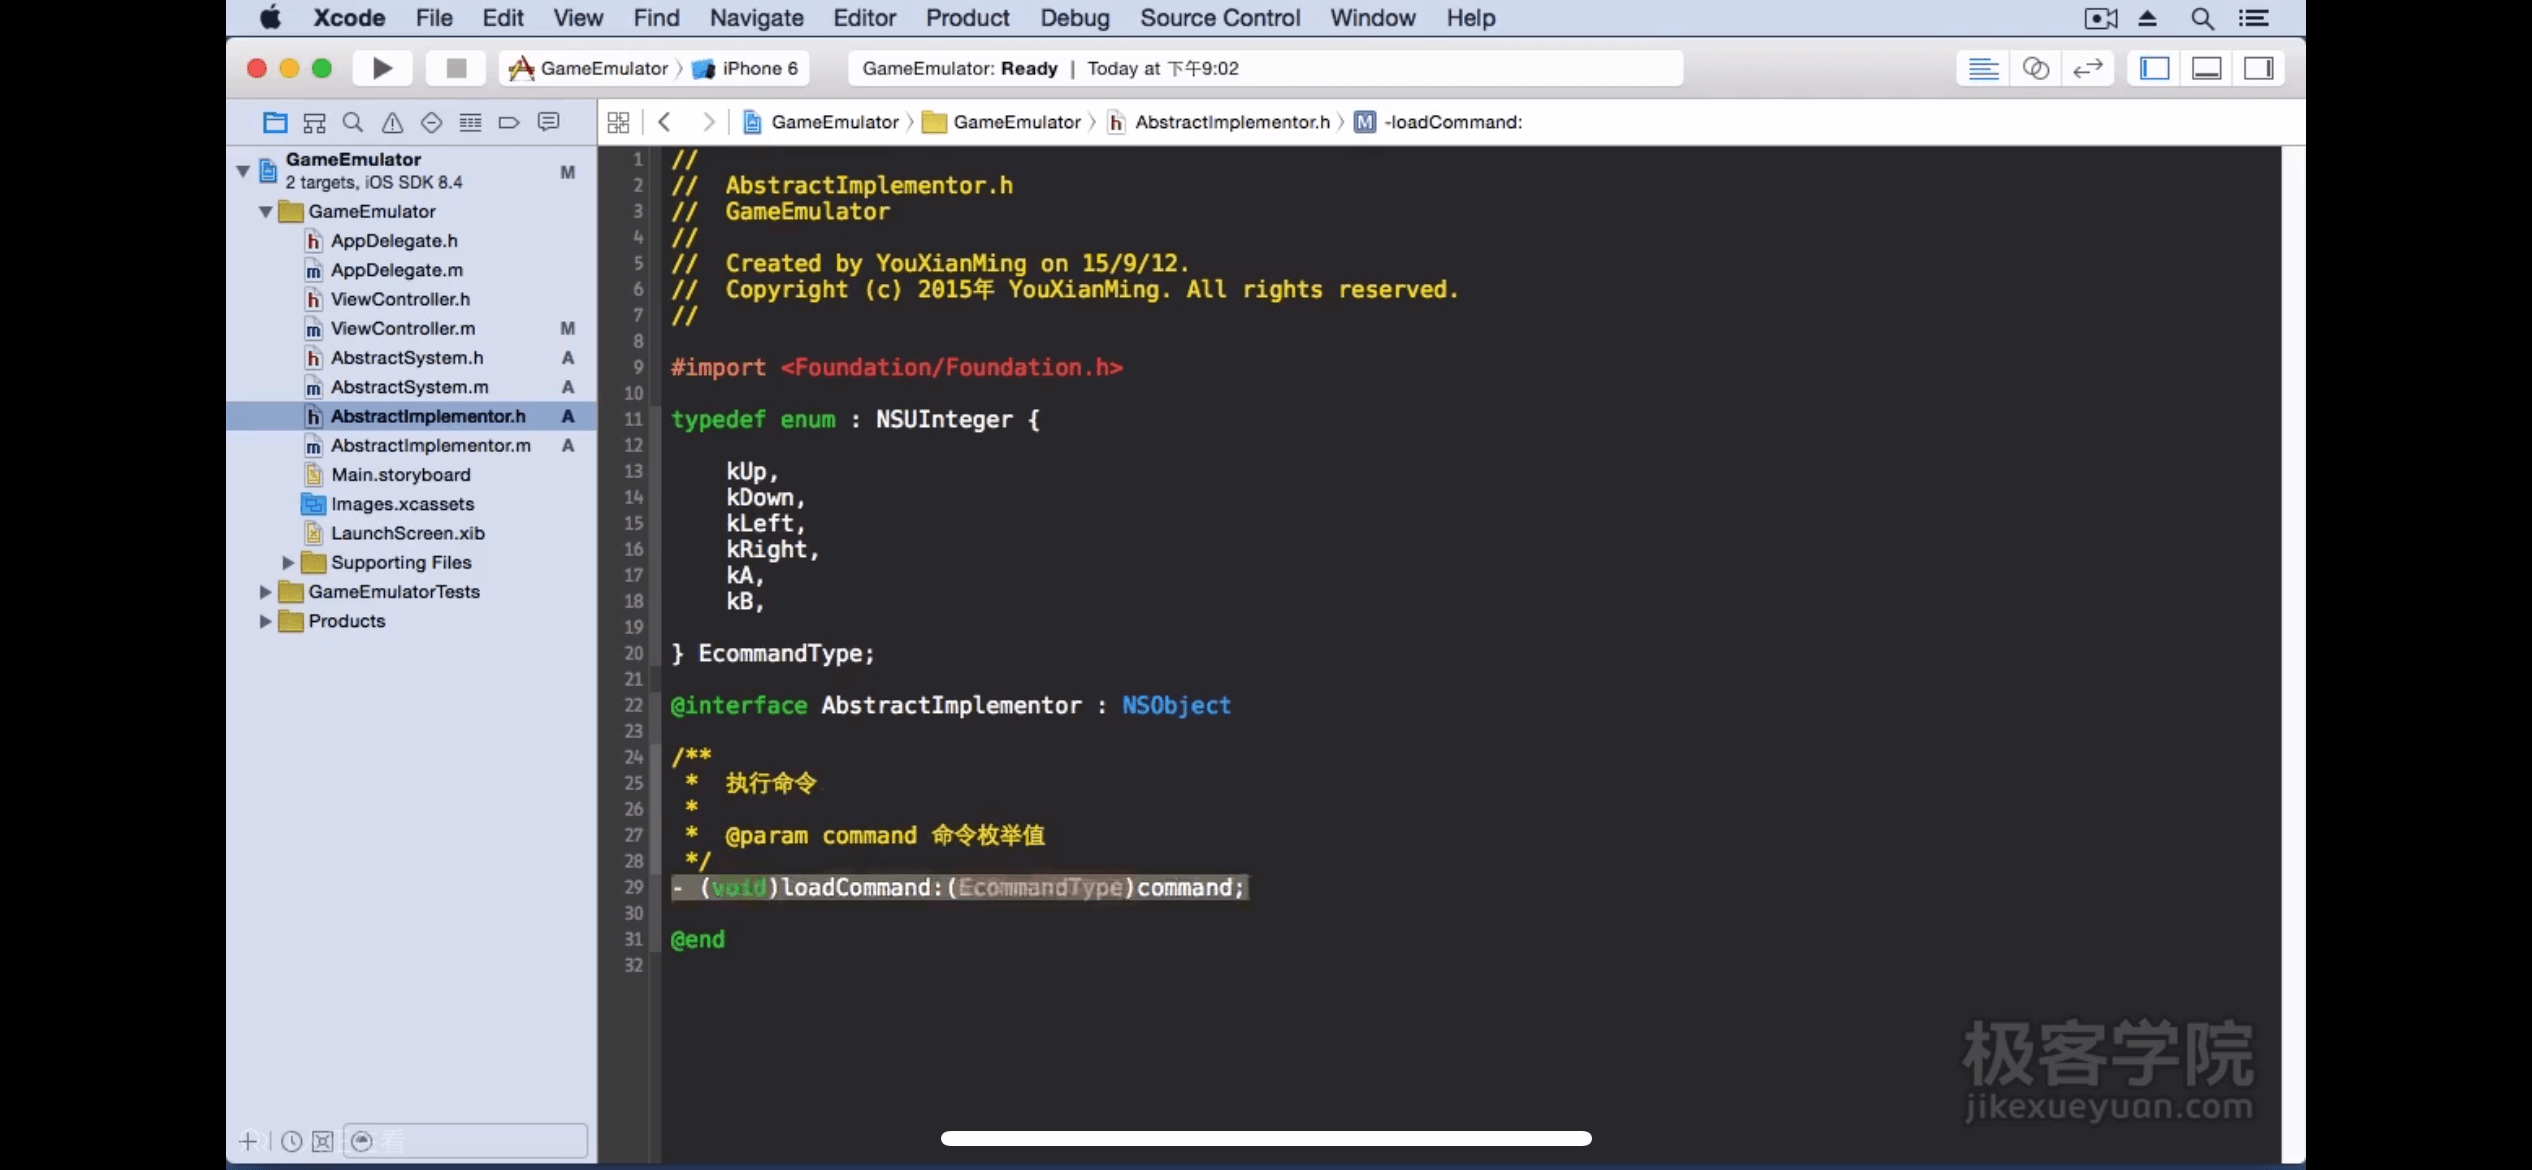 Xcode File Edit View Find Navigate Editor Product Debug Source Control Window Help
GameEmulator iPhone 6
GameEmulator: Ready | Today at 下午9:02
GameEmulator GameEmulator AbstractImplementor.h M -loadCommand:
GameEmulator
2 targets, iOS SDK 8.4 M
GameEmulator
h AppDelegate.h
m AppDelegate.m
h ViewController.h
m ViewController.m M
h AbstractSystem.h A
m AbstractSystem.m A
h AbstractImplementor.h A
m AbstractImplementor.m A
Main.storyboard
Images.xcassets
LaunchScreen.xib
Supporting Files
GameEmulatorTests
Products
1 //
2 //  AbstractImplementor.h
3 //  GameEmulator
4 //
5 //  Created by YouXianMing on 15/9/12.
6 //  Copyright (c) 2015年 YouXianMing. All rights reserved.
7 //
8
9 #import <Foundation/Foundation.h>
10
11 typedef enum : NSUInteger {
12
13     kUp,
14     kDown,
15     kLeft,
16     kRight,
17     kA,
18     kB,
19
20 } EcommandType;
21
22 @interface AbstractImplementor : NSObject
23
24 /**
25  *  执行命令
26  *
27  *  @param command 命令枚举值
28  */
29 - (void)loadCommand:(EcommandType)command;
30
31 @end
32
极客学院
jikexueyuan.com